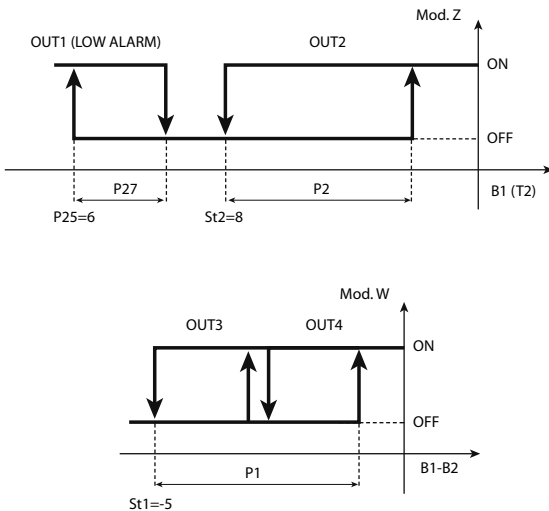 Mod. Z
OUT1 (LOW ALARM)
OUT2
ON
OFF
P27
P2
B1 (T2)
P25=6
St2=8
Mod. W
OUT3
OUT4
ON
OFF
P1
B1-B2
St1=-5